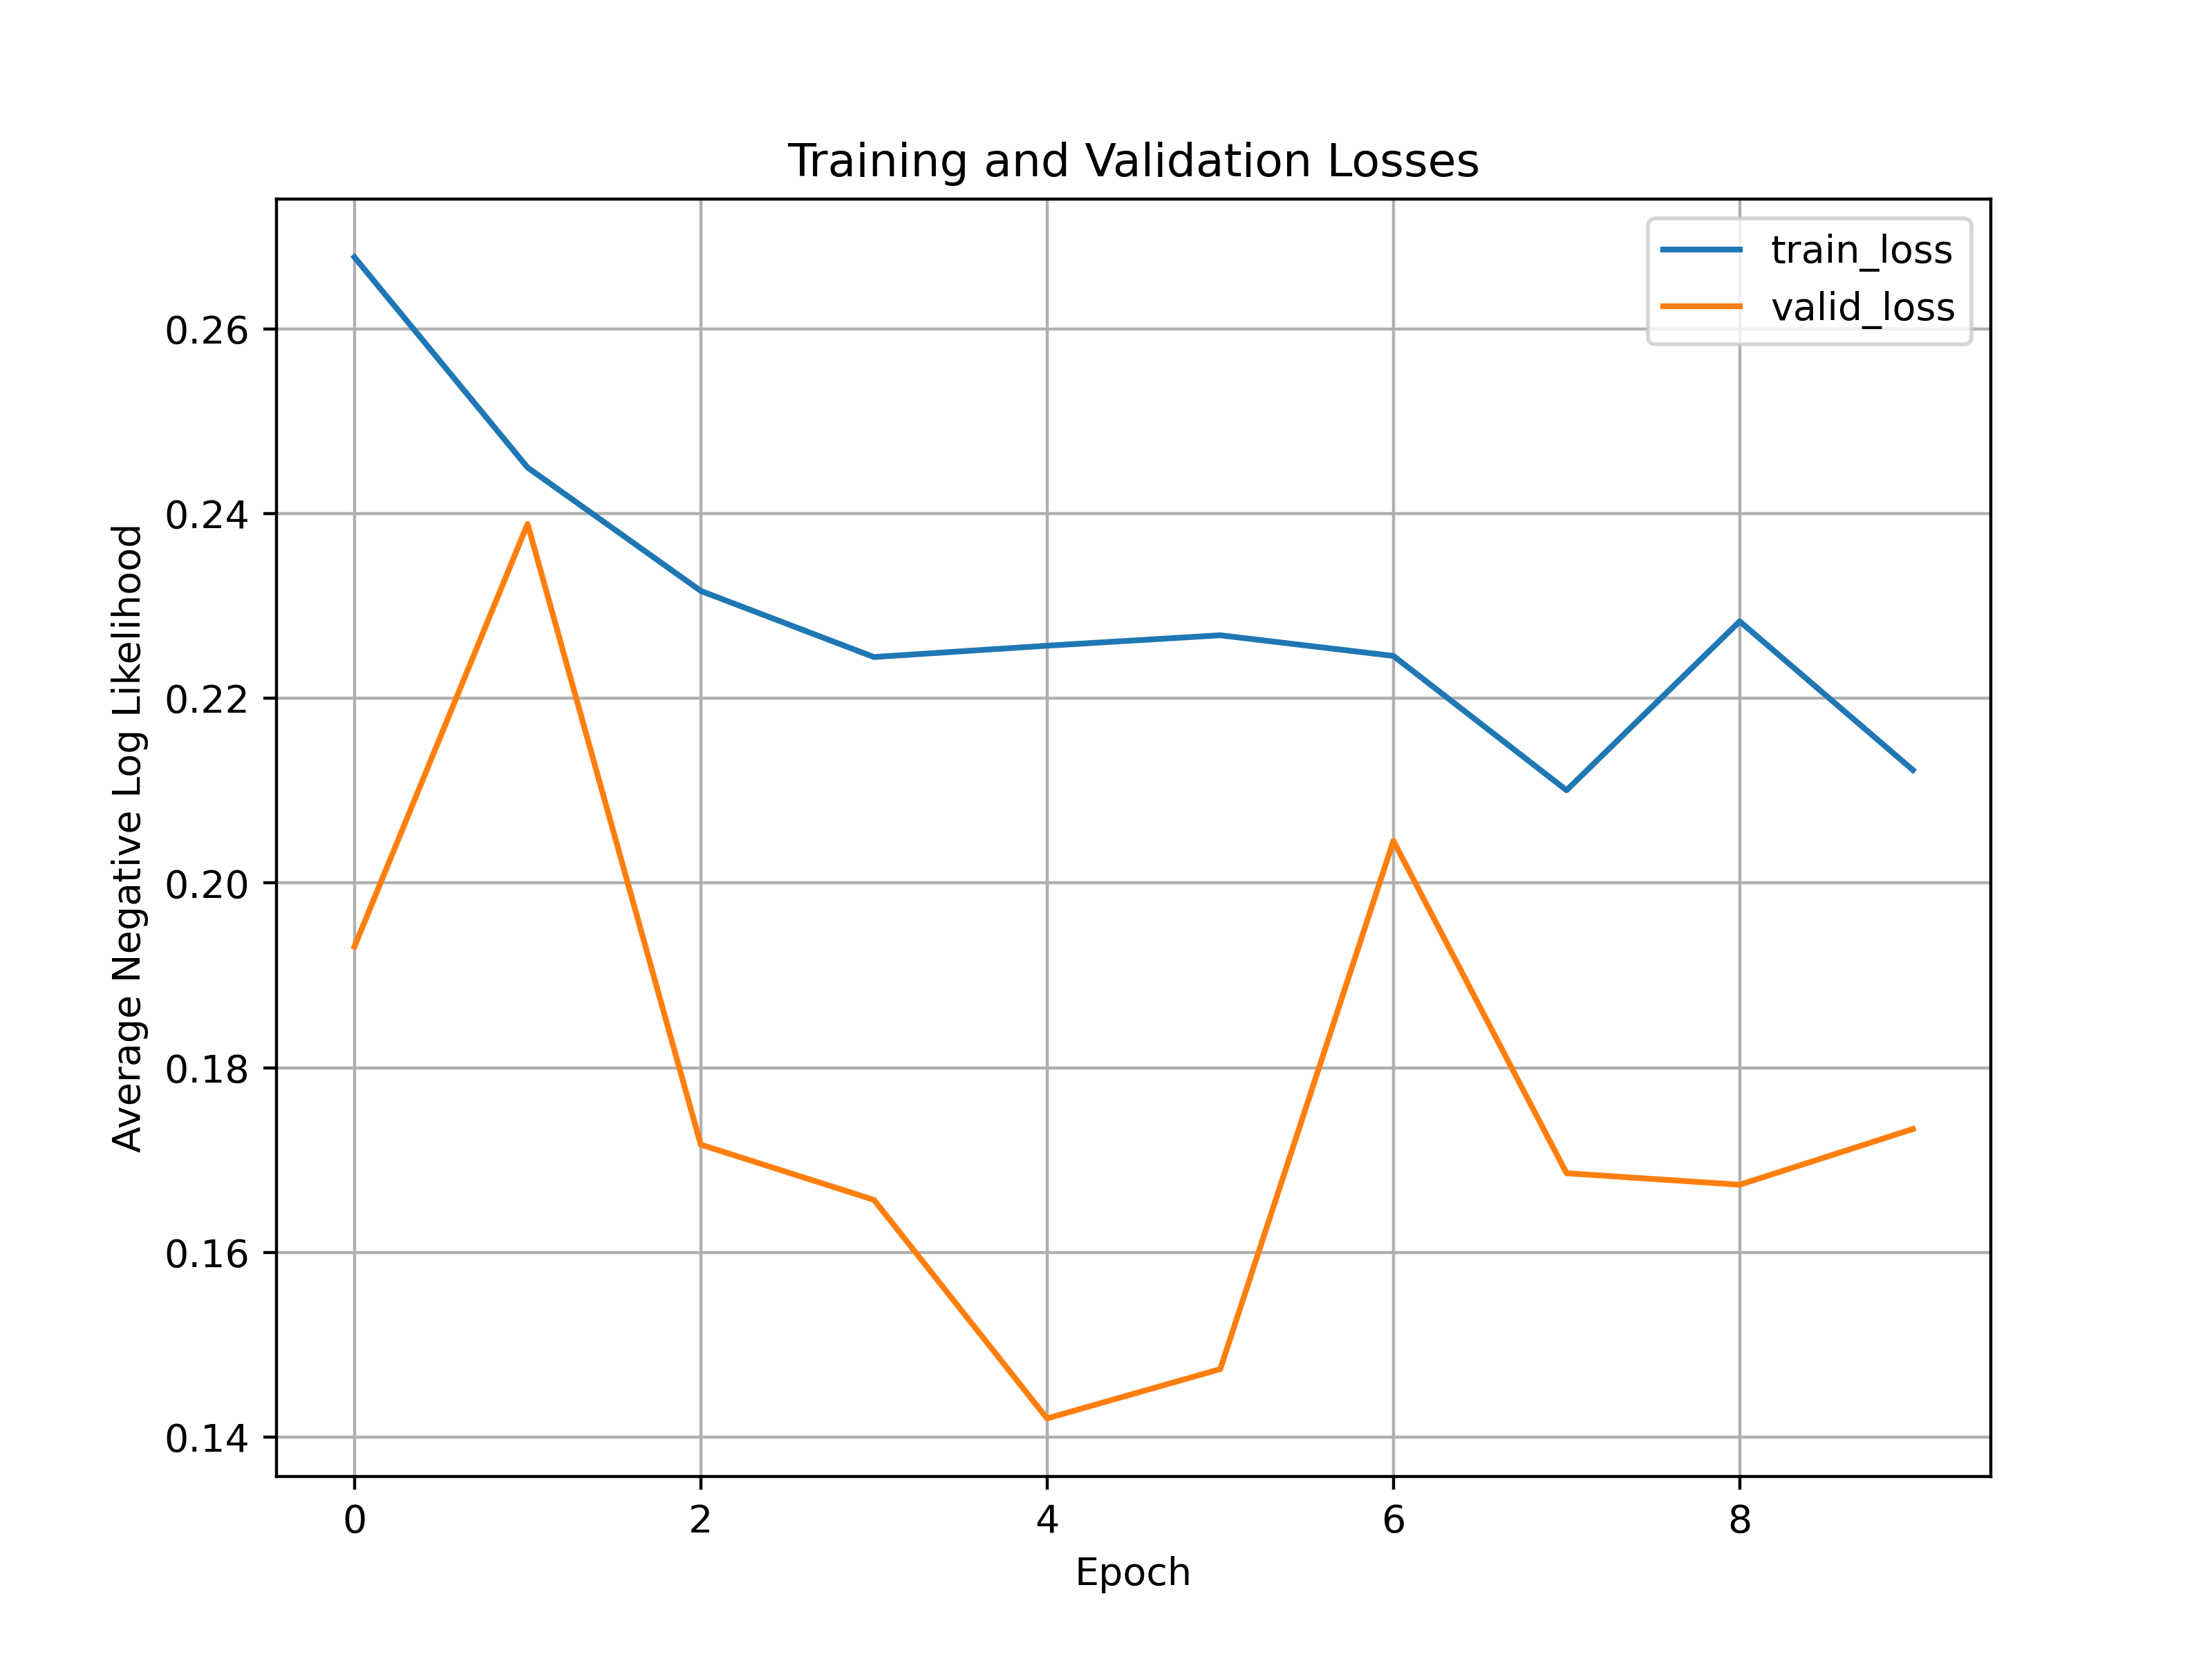 Training and Validation Losses
train_loss
valid_loss
0.26
0.24
0.22
0.20
0.18
0.16
0.14
Average Negative Log Likelihood
0 2 4 6 8
Epoch